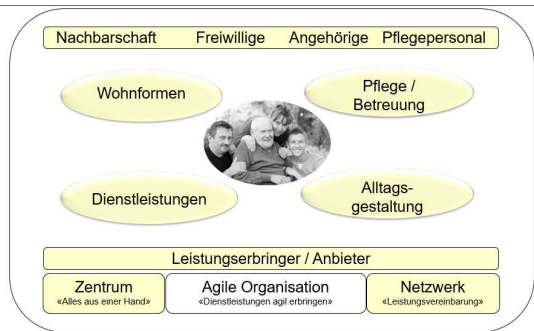 Nachbarschaft Freiwillige Angehörige Pflegepersonal
Wohnformen
Pflege /
Betreuung
Dienstleistungen
Alltags-
gestaltung
Leistungserbringer / Anbieter
Zentrum
«Alles aus einer Hand»
Agile Organisation
«Dienstleistungen agil erbringen»
Netzwerk
«Leistungsvereinbarung»